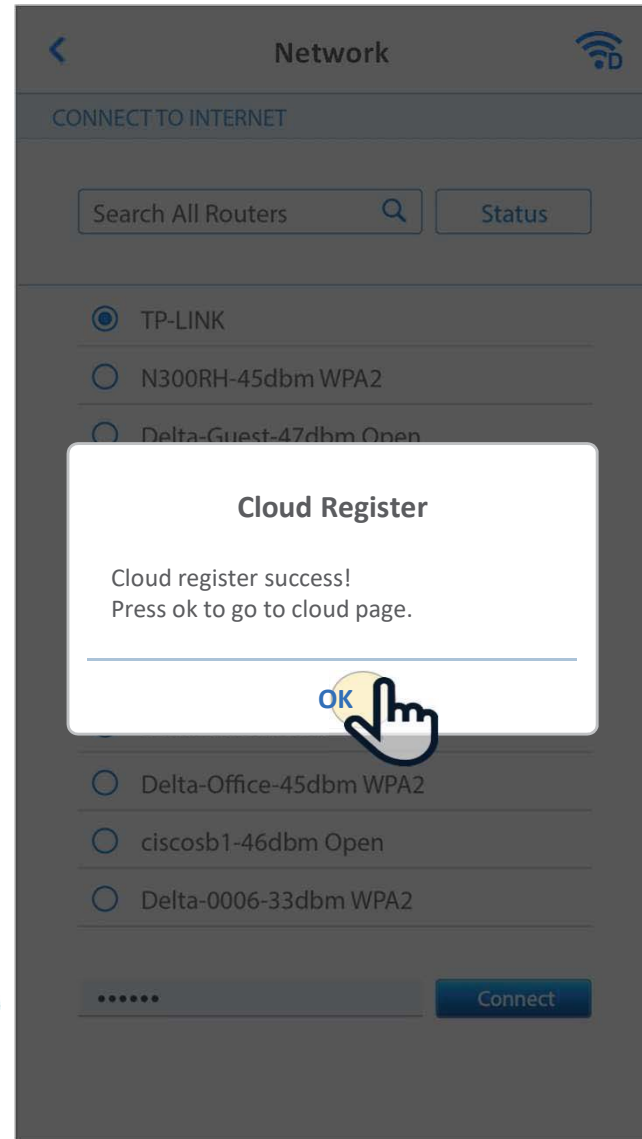 Network
D
CONNECT TO INTERNET
Search All Routers
Status
TP-LINK
N300RH-45dbm WPA2
Delta-Guest-47dbm Open
Cloud Register
Cloud register success!
Press ok to go to cloud page.
OK
Delta-Office-45dbm WPA2
ciscosb1-46dbm Open
Delta-0006-33dbm WPA2
••••••
Connect